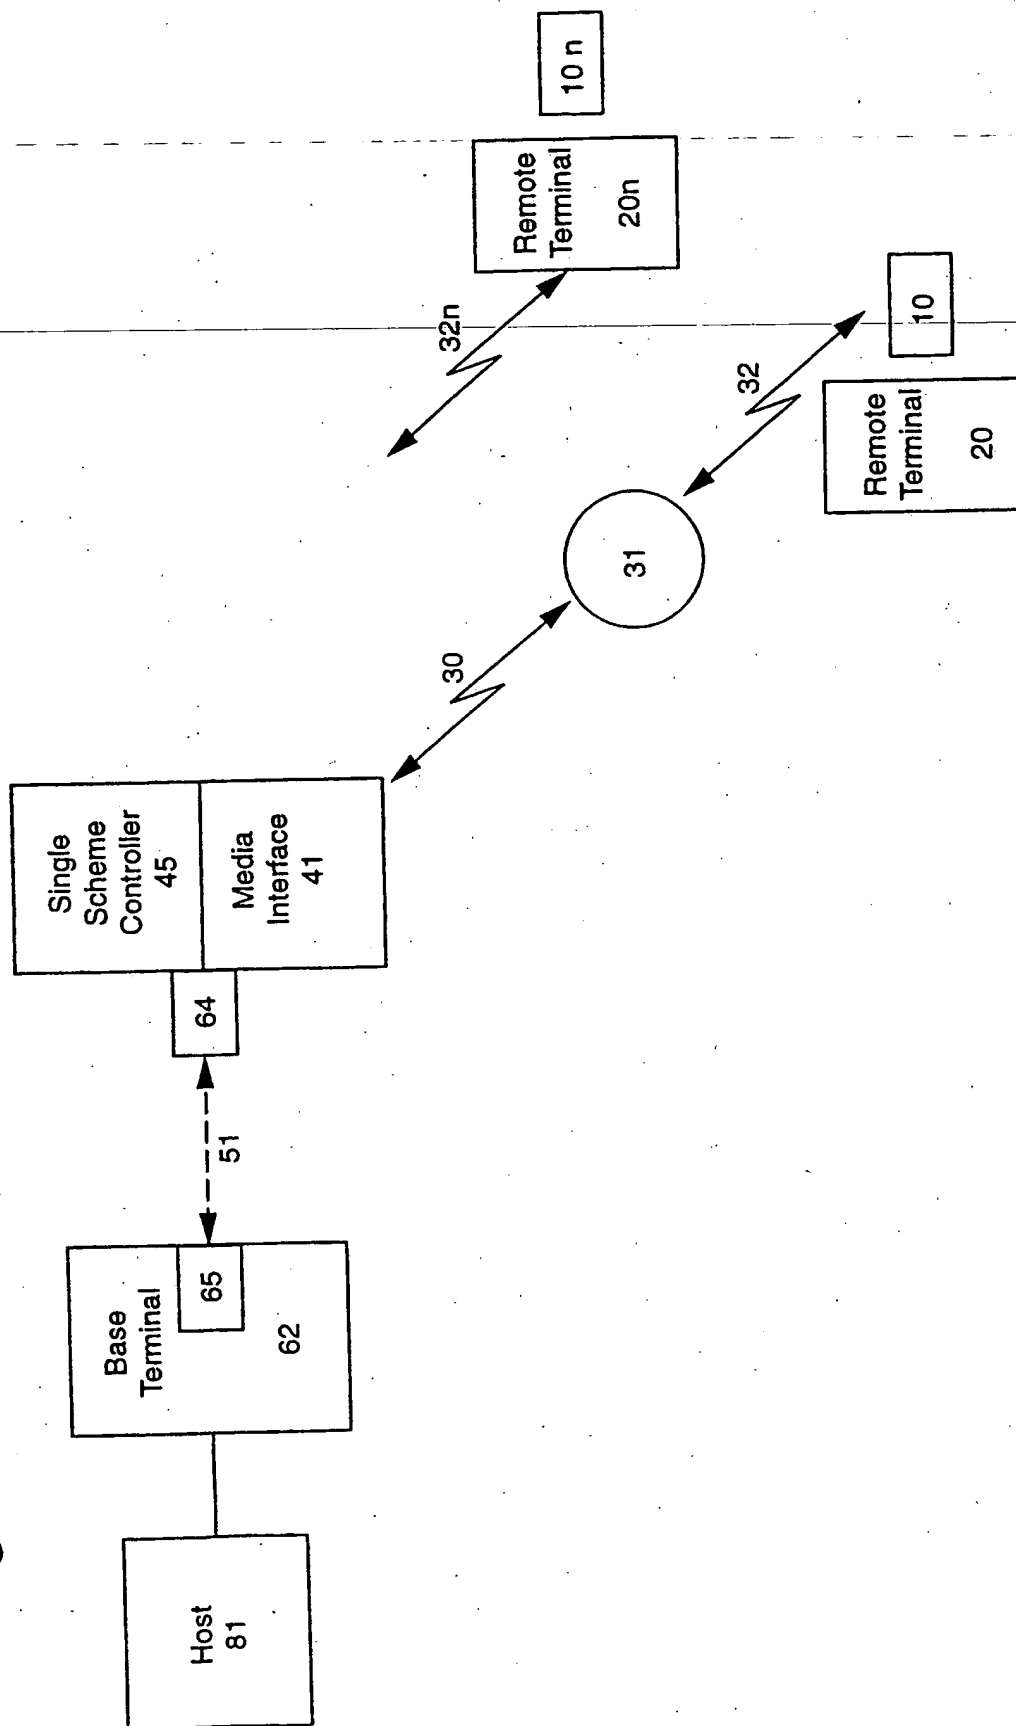 Host
81
Base
Terminal
65
62
51
64
Single
Scheme
Controller
45
Media
Interface
41
30
31
32
32n
Remote
Terminal
20
10
Remote
Terminal
20n
10 n